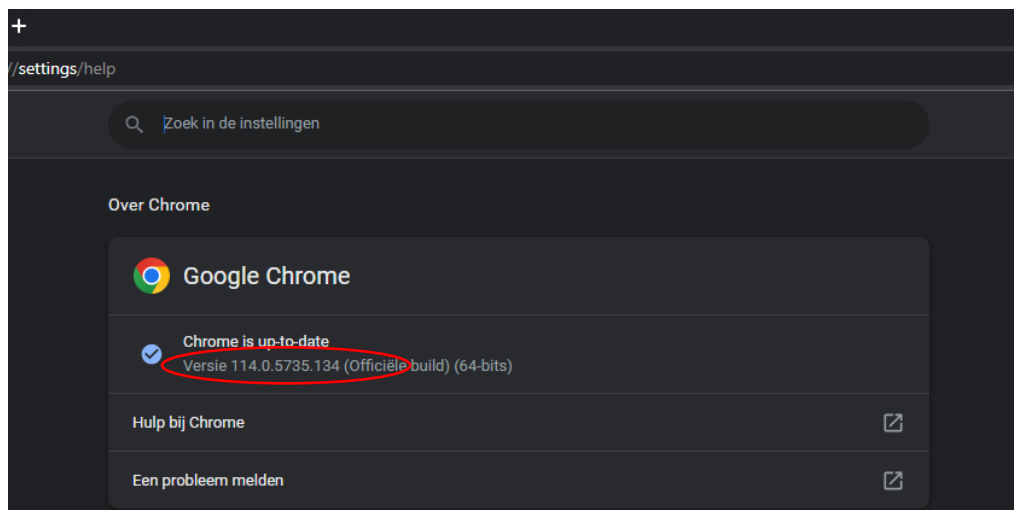 +
//settings/help
Zoek in de instellingen
Over Chrome
Google Chrome
Chrome is up-to-date
Versie 114.0.5735.134 (Officiële build) (64-bits)
Hulp bij Chrome
Een probleem melden